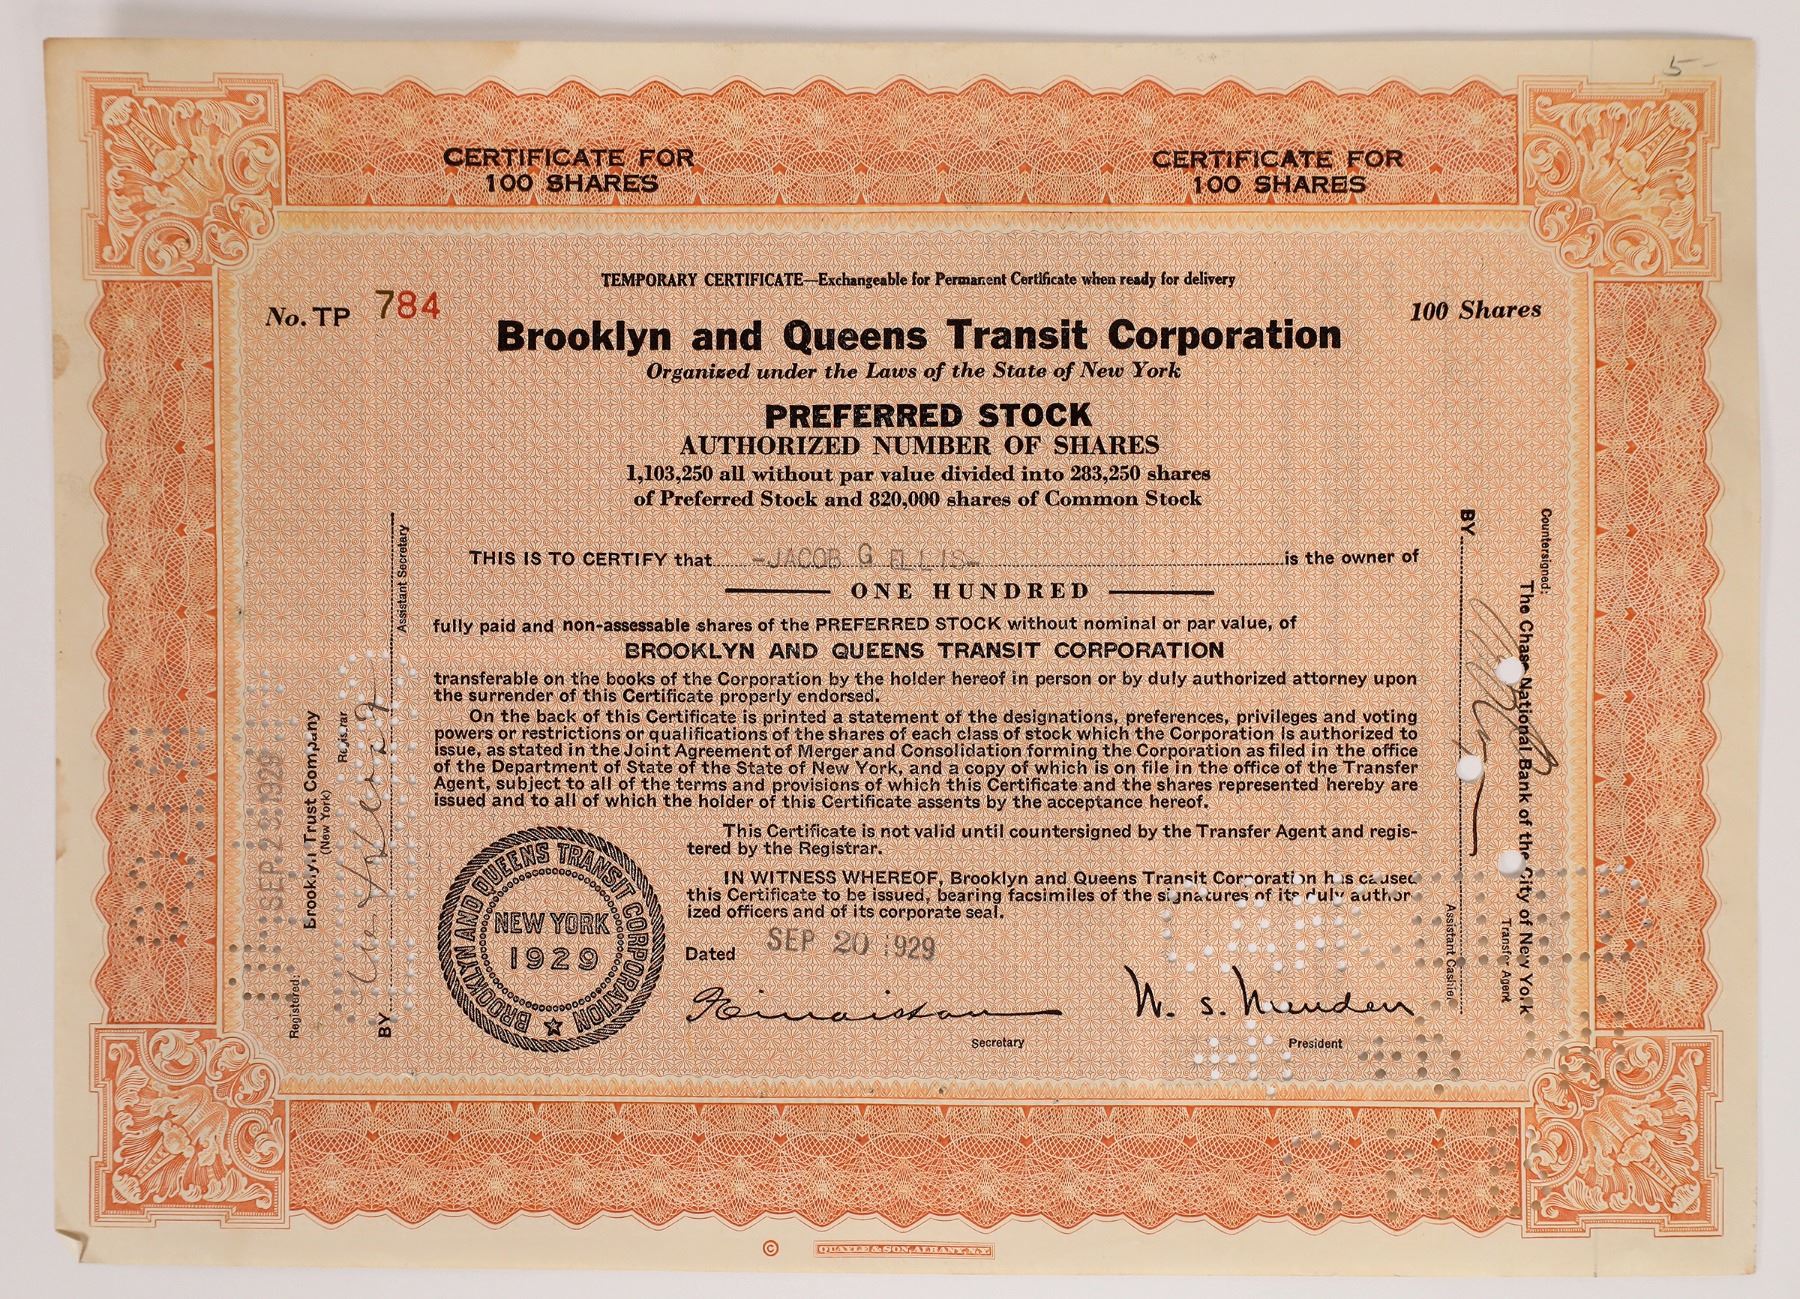 5-
CERTIFICATE FOR
100 SHARES
CERTIFICATE FOR
100 SHARES
TEMPORARY CERTIFICATE—Exchangeable for Permanent Certificate when ready for delivery
No. TP 784
100 Shares
Brooklyn and Queens Transit Corporation
Organized under the Laws of the State of New York
PREFERRED STOCK
AUTHORIZED NUMBER OF SHARES
1,103,250 all without par value divided into 283,250 shares
of Preferred Stock and 820,000 shares of Common Stock
THIS IS TO CERTIFY that -JACOB G ELLIS- is the owner of
ONE HUNDRED
fully paid and non-assessable shares of the PREFERRED STOCK without nominal or par value, of
BROOKLYN AND QUEENS TRANSIT CORPORATION
transferable on the books of the Corporation by the holder hereof in person or by duly authorized attorney upon
the surrender of this Certificate properly endorsed.
On the back of this Certificate is printed a statement of the designations, preferences, privileges and voting
powers or restrictions or qualifications of the shares of each class of stock which the Corporation is authorized to
issue, as stated in the Joint Agreement of Merger and Consolidation forming the Corporation as filed in the office
of the Department of State of the State of New York, and a copy of which is on file in the office of the Transfer
Agent, subject to all of the terms and provisions of which this Certificate and the shares represented hereby are
issued and to all of which the holder of this Certificate assents by the acceptance hereof.
This Certificate is not valid until countersigned by the Transfer Agent and regis-
tered by the Registrar.
IN WITNESS WHEREOF, Brooklyn and Queens Transit Corporation has caused
this Certificate to be issued, bearing facsimiles of the signatures of its duly author
ized officers and of its corporate seal.
Dated SEP 20 1929
W. S. Menden
Secretary
President
BROOKLYN AND QUEENS TRANSIT CORPORATION
NEW YORK
1929
SEP 20 1929
Registered:
Brooklyn Trust Company
(New York)
Registrar
BY
Assistant Secretary
Countersigned:
The Chase National Bank of the City of New York
Transfer Agent
BY
Assistant Cashier
©
QUAYLE & SON ALBANY N.Y.